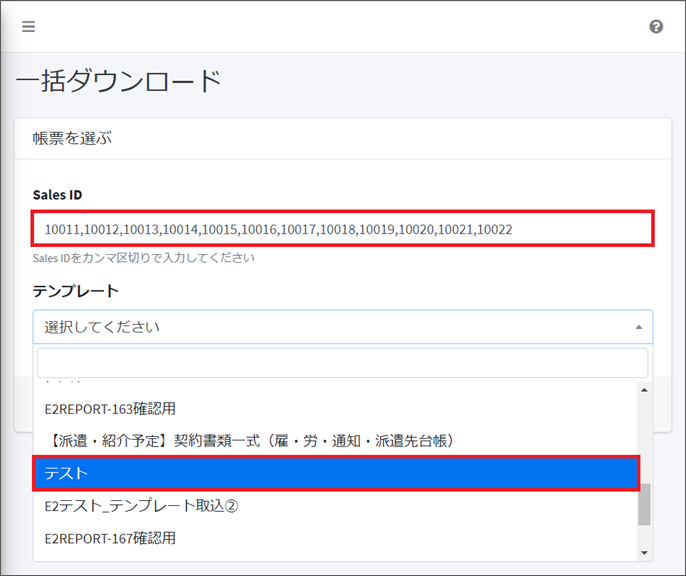 一括ダウンロード
帳票を選ぶ
Sales ID
10011,10012,10013,10014,10015,10016,10017,10018,10019,10020,10021,10022
Sales IDをカンマ区切りで入力してください
テンプレート
選択してください
E2REPORT-163確認用
【派遣・紹介予定】契約書類一式（雇・労・通知・派遣先台帳）
テスト
E2テスト_テンプレート取込②
E2REPORT-167確認用